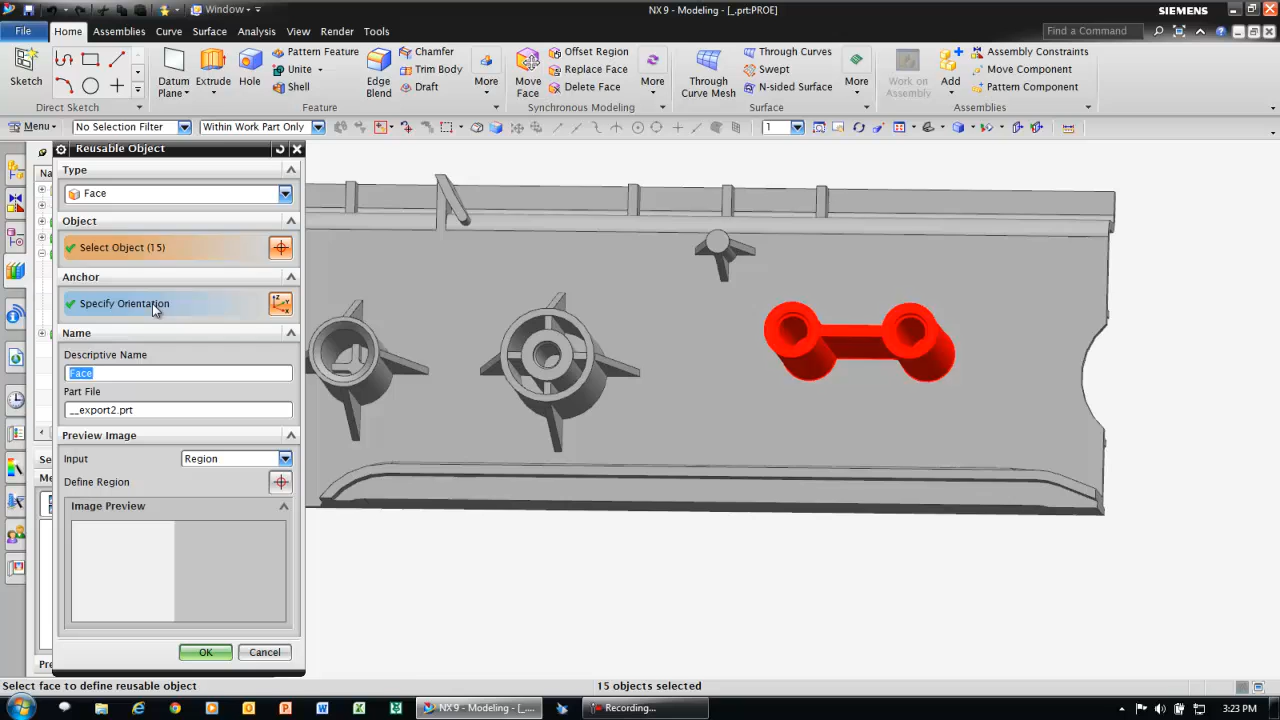 Window
NX 9 - Modeling - [_.prt:PROE]
SIEMENS
File
Home
Assemblies
Curve
Surface
Analysis
View
Render
Tools
Find a Command
Sketch
Direct Sketch
Datum Plane
Extrude
Hole
Pattern Feature
Unite
Shell
Edge Blend
Chamfer
Trim Body
Draft
More
Feature
Move Face
Offset Region
Replace Face
Delete Face
More
Synchronous Modeling
Through Curve Mesh
Through Curves
Swept
N-sided Surface
More
Surface
Work on Assembly
Add
Assembly Constraints
Move Component
Pattern Component
Assemblies
Menu
No Selection Filter
Within Work Part Only
1
Reusable Object
Type
Face
Object
Select Object (15)
Anchor
Specify Orientation
Name
Descriptive Name
Face
Part File
__export2.prt
Preview Image
Input
Region
Define Region
Image Preview
OK
Cancel
Na
Se
Me
Pre
Select face to define reusable object
15 objects selected
NX 9 - Modeling - [_....
Recording...
3:23 PM